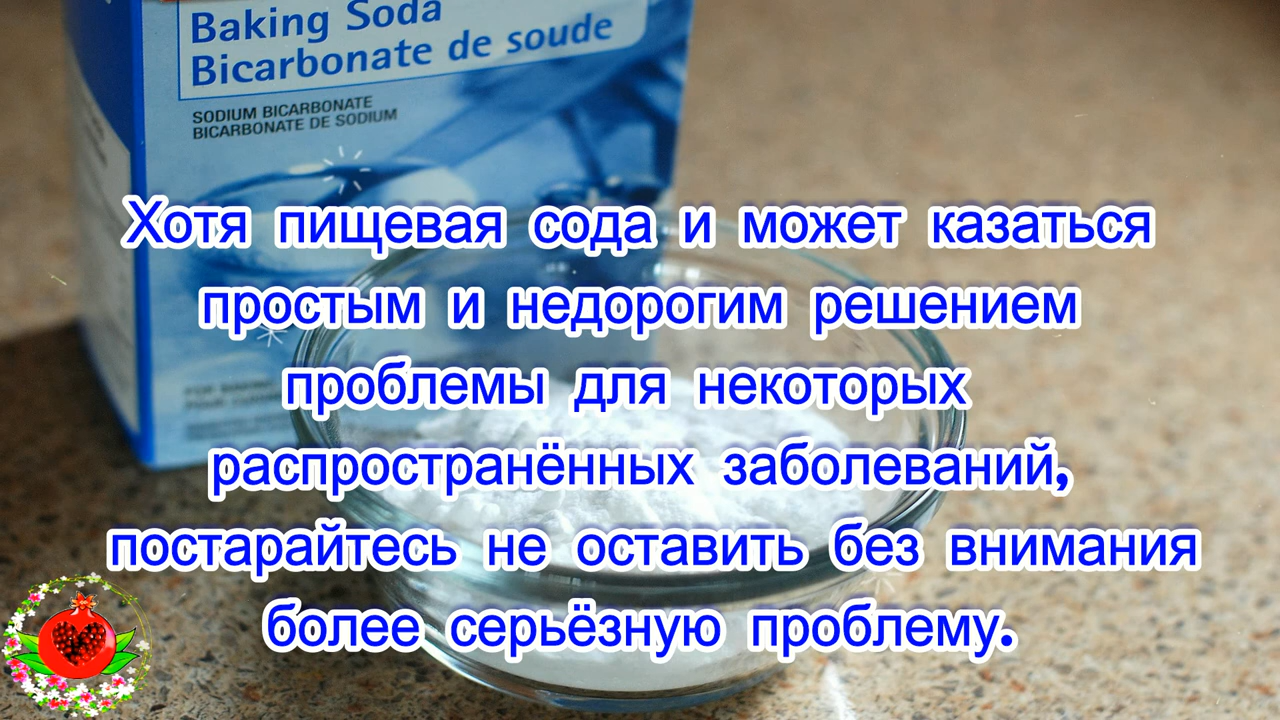 Baking Soda
Bicarbonate de soude
SODIUM BICARBONATE
BICARBONATE DE SODIUM
Хотя пищевая сода и может казаться
простым и недорогим решением
проблемы для некоторых
распространённых заболеваний,
постарайтесь не оставить без внимания
более серьёзную проблему.